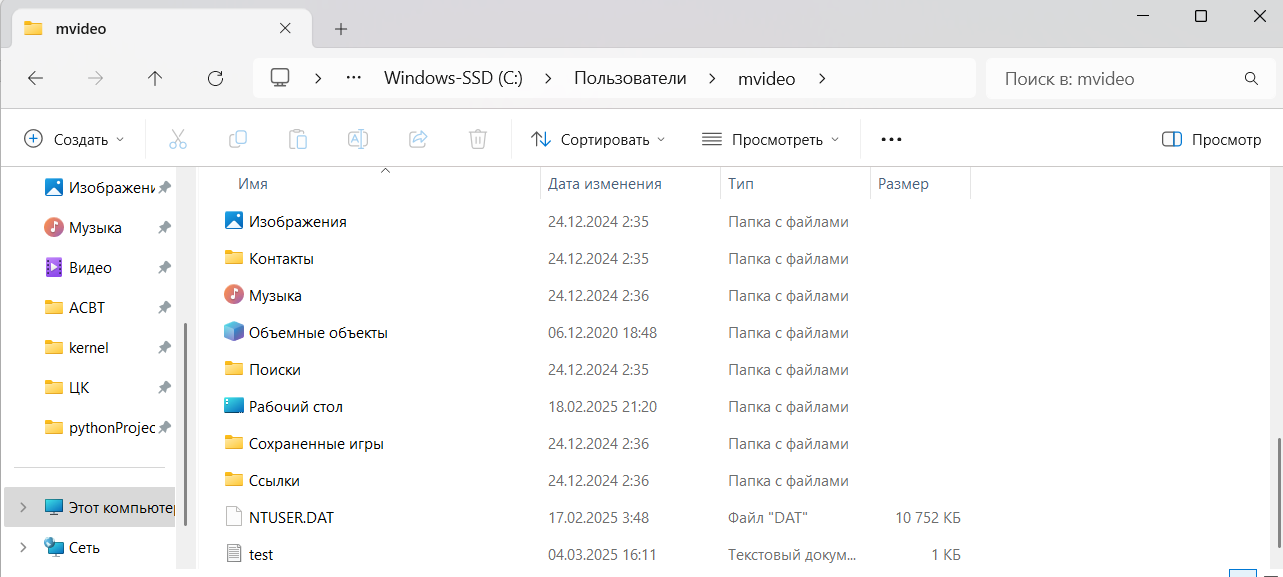 mvideo
Windows-SSD (C:) Пользователи mvideo Поиск в: mvideo
Создать Сортировать Просмотреть ••• Просмотр
Имя Дата изменения Тип Размер
Изображени
Музыка
Видео
АСВТ
kernel
ЦК
pythonProjec
Этот компьютер
Сеть
Изображения 24.12.2024 2:35 Папка с файлами
Контакты 24.12.2024 2:35 Папка с файлами
Музыка 24.12.2024 2:36 Папка с файлами
Объемные объекты 06.12.2020 18:48 Папка с файлами
Поиски 24.12.2024 2:35 Папка с файлами
Рабочий стол 18.02.2025 21:20 Папка с файлами
Сохраненные игры 24.12.2024 2:36 Папка с файлами
Ссылки 24.12.2024 2:36 Папка с файлами
NTUSER.DAT 17.02.2025 3:48 Файл "DAT" 10 752 КБ
test 04.03.2025 16:11 Текстовый докум... 1 КБ